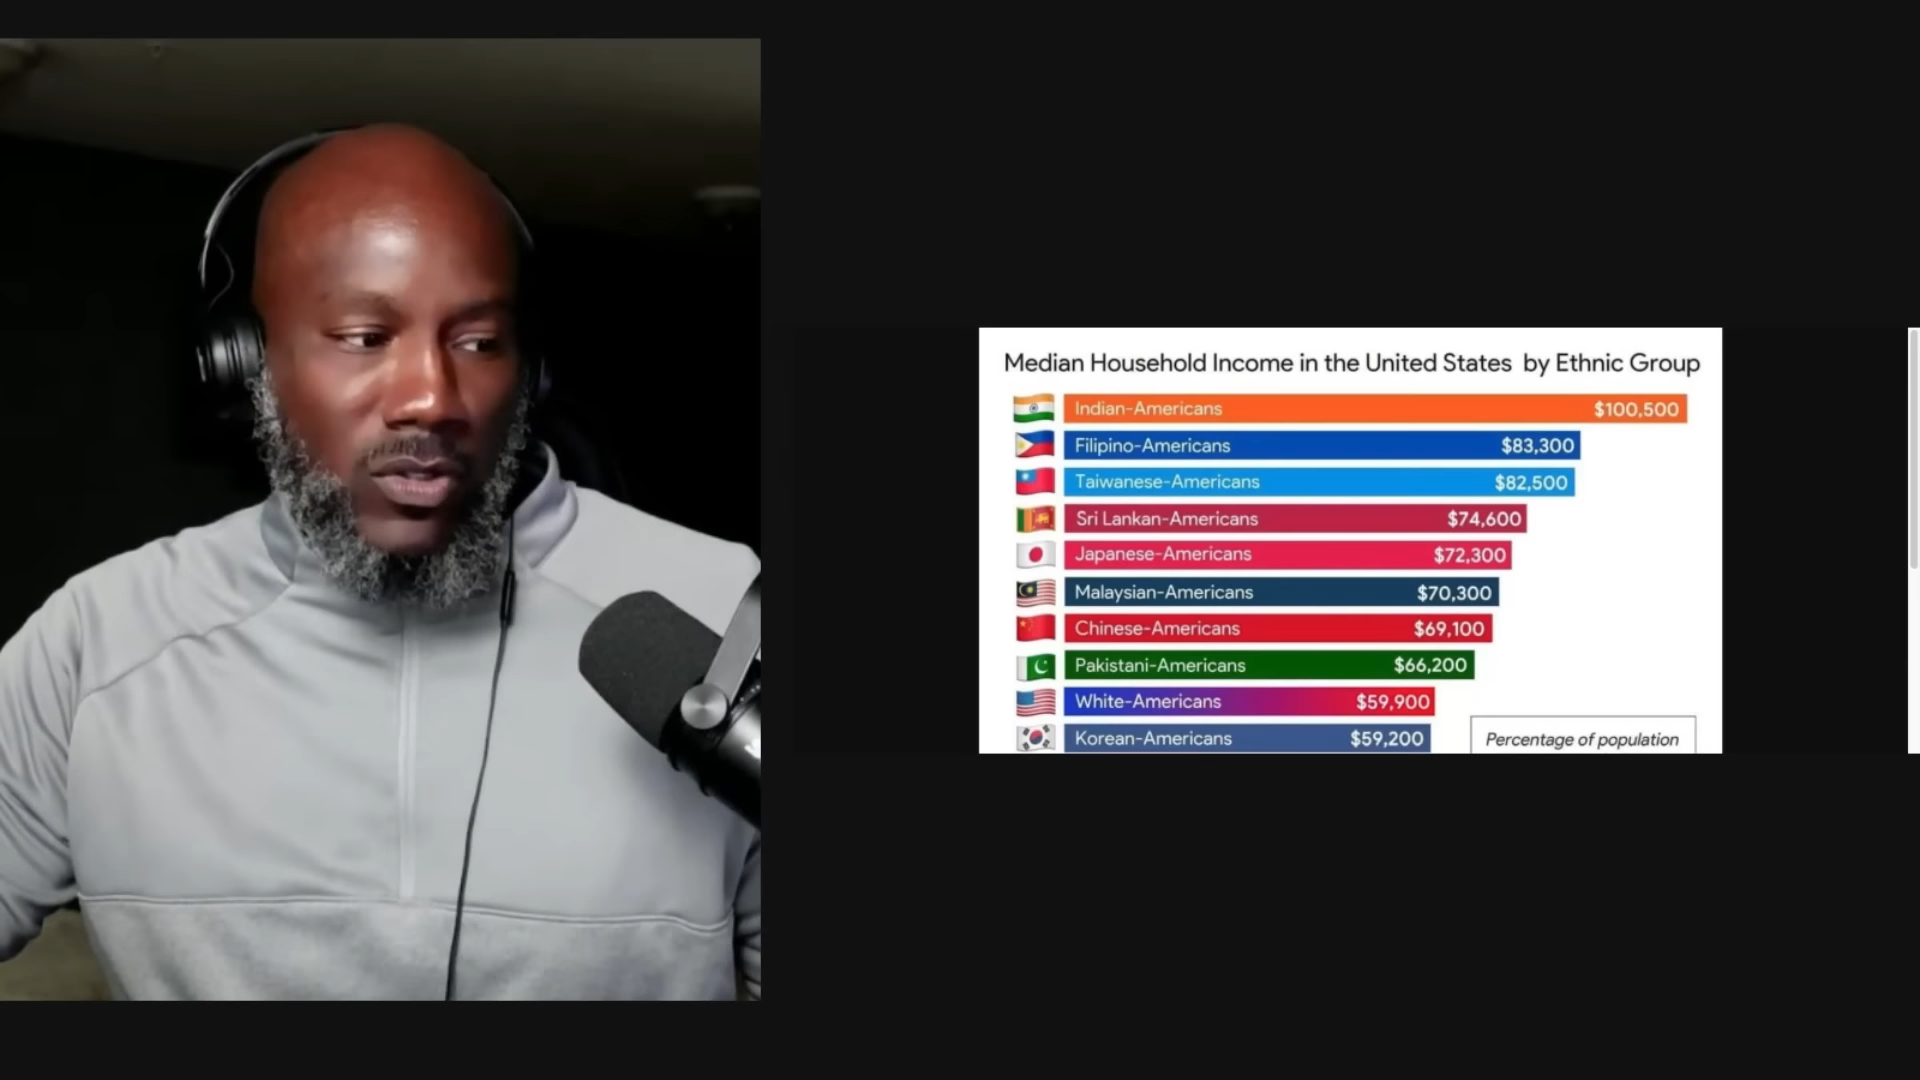 Median Household Income in the United States by Ethnic Group
Indian-Americans $100,500
Filipino-Americans $83,300
Taiwanese-Americans $82,500
Sri Lankan-Americans $74,600
Japanese-Americans $72,300
Malaysian-Americans $70,300
Chinese-Americans $69,100
Pakistani-Americans $66,200
White-Americans $59,900
Korean-Americans $59,200
Percentage of population